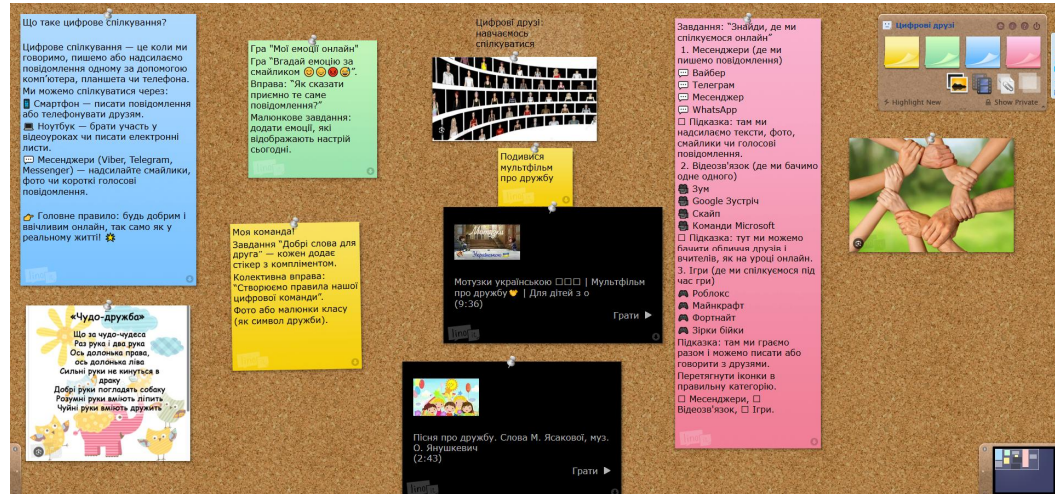 Що таке цифрове спілкування?
Цифрове спілкування — це коли ми
говоримо, пишемо або надсилаємо
повідомлення одному за допомогою
комп'ютера, планшета чи телефона.
Ми можемо спілкуватися через:
📱 Смартфон — писати повідомлення
або телефонувати друзям.
💻 Ноутбук — брати участь у
відеоуроках чи писати електронні
листи.
💬 Месенджери (Viber, Telegram,
Messenger) — надсилайте смайлики,
фото чи короткі голосові
повідомлення.
👉 Головне правило: будь добрим і
ввічливим онлайн, так само як у
реальному житті! 🌟
«Чудо-дружба»
Що за чудо-чудеса
Раз рука і два рука
Ось долонька права,
ось долонька ліва
Сильні руки не кинуться в
драку
Добрі руки погладять собаку
Розумні руки вміють ліпить
Чуйні руки вміють дружить
Гра "Мої емоції онлайн"
Гра “Вгадай емоцію за
смайликом 😊😢😡😂”.
Вправа: “Як сказати
приємно те саме
повідомлення?”
Малюнкове завдання:
додати емоції, які
відображають настрій
сьогодні.
Моя команда!
Завдання “Добрі слова для
друга” — кожен додає
стікер з компліментом.
Колективна вправа:
“Створюємо правила нашої
цифрової команди”.
Фото або малюнки класу
(як символ дружби).
Цифрові друзі:
навчаємось
спілкуватися
Подивися
мультфільм
про дружбу
Мотузки
Українською
Мотузки українською □□□ | Мультфільм
про дружбу🧡 | Для дітей з о
(9:36)
Грати ▶
lino
Пісня про дружбу. Слова М. Ясакової, муз.
О. Янушкевич
(2:43)
Грати ▶
lino
Завдання: “Знайди, де ми
спілкуємося онлайн”
1. Месенджери (де ми
пишемо повідомлення)
💬 Вайбер
💬 Телеграм
💬 Месенджер
💬 WhatsApp
□ Підказка: там ми
надсилаємо тексти, фото,
смайлики чи голосові
повідомлення.
2. Відеозв'язок (де ми бачимо
одне одного)
🎥 Зум
🎥 Google Зустріч
🎥 Скайп
🎥 Команди Microsoft
□ Підказка: тут ми можемо
бачити обличчя друзів і
вчителів, як на уроці онлайн.
3. Ігри (де ми спілкуємося під
час гри)
🎮 Роблокс
🎮 Майнкрафт
🎮 Фортнайт
🎮 Зірки бійки
Підказка: там ми граємо
разом і можемо писати або
говорити з друзями.
Перетягнути іконки в
правильну категорію.
□ Месенджери, □
Відеозв'язок, □ Ігри.
Цифрові друзі
Highlight New
Show Private